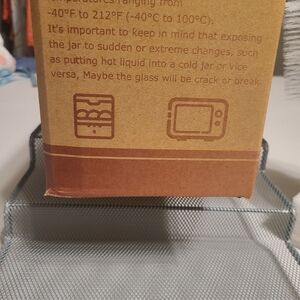 temperatures ranging from
-40°F to 212°F (-40°C to 100°C).
It's important to keep in mind that exposing
the jar to sudden or extreme changes, such
as putting hot liquid into a cold jar or vice
versa, Maybe the glass will be crack or break.